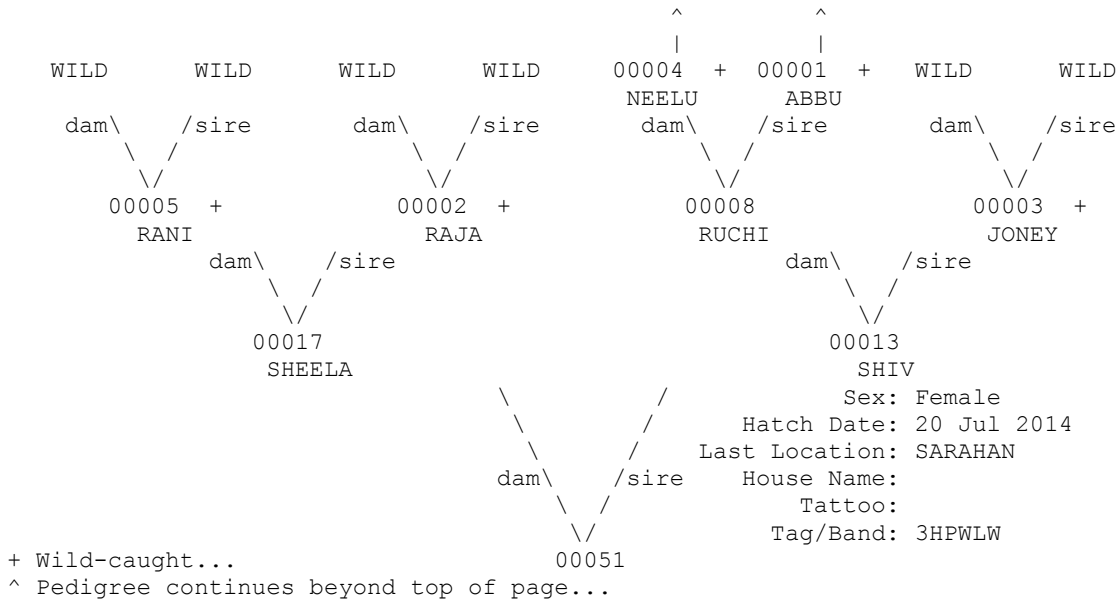 ^ ^
| |
WILD WILD WILD WILD 00004 + 00001 + WILD WILD
NEELU ABBU
dam\ /sire dam\ /sire dam\ /sire dam\ /sire
\ / \ / \ / \ /
\/ \/ \/ \/
00005 + 00002 + 00008 00003 +
RANI RAJA RUCHI JONEY
dam\ /sire dam\ /sire
\ / \ /
\/ \/
00017 00013
SHEELA SHIV
\ / Sex: Female
\ / Hatch Date: 20 Jul 2014
\ / Last Location: SARAHAN
dam\ /sire House Name:
\ / Tattoo:
\/ Tag/Band: 3HPWLW
+ Wild-caught... 00051
^ Pedigree continues beyond top of page...